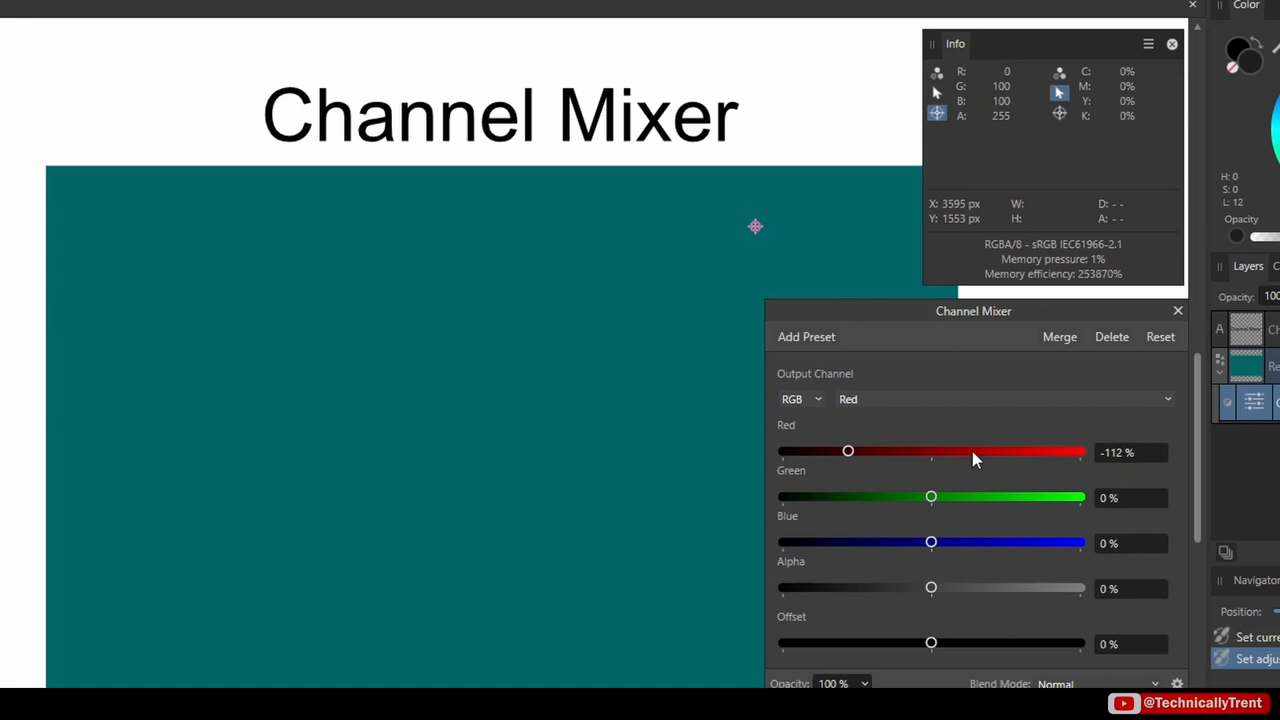 Color
Info
R: 0 C: 0%
G: 100 M: 0%
B: 100 Y: 0%
A: 255 K: 0%
Channel Mixer
H: 0
S: 0
L: 12
X: 3595 px W: D: - -
Y: 1553 px H: A: - -
Opacity
RGBA/8 - sRGB IEC61966-2.1
Memory pressure: 1%
Memory efficiency: 253870%
Layers
Opacity: 100
Channel Mixer
Add Preset Merge Delete Reset
A
Re
Output Channel
RGB Red
Red
-112 %
Green
0 %
Blue
0 %
Alpha
0 %
Navigator
Position:
Offset
Set curre
0 %
Set adju
Opacity: 100 % Blend Mode: Normal
@TechnicallyTrent